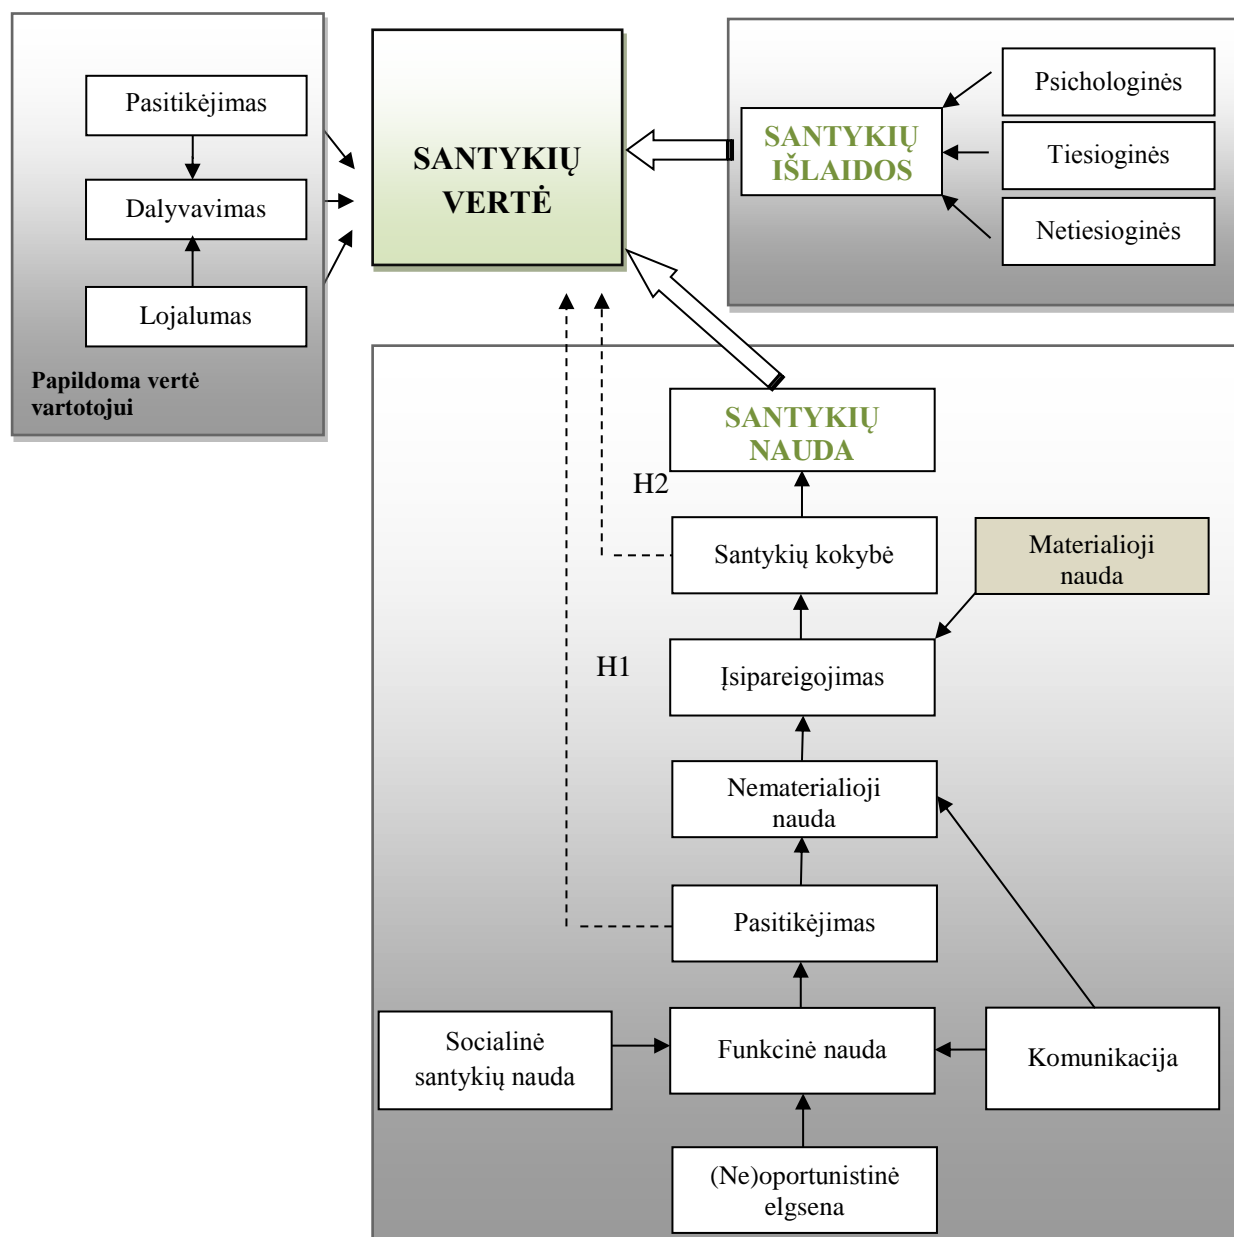 Pasitikėjimas
Dalyvavimas
Lojalumas
Papildoma vertė
vartotojui
SANTYKIŲ
VERTĖ
SANTYKIŲ
IŠLAIDOS
Psichologinės
Tiesioginės
Netiesioginės
SANTYKIŲ
NAUDA
H2
Santykių kokybė
Materialioji
nauda
H1
Įsipareigojimas
Nematerialioji
nauda
Pasitikėjimas
Socialinė
santykių nauda
Funkcinė nauda
Komunikacija
(Ne)oportunistinė
elgsena